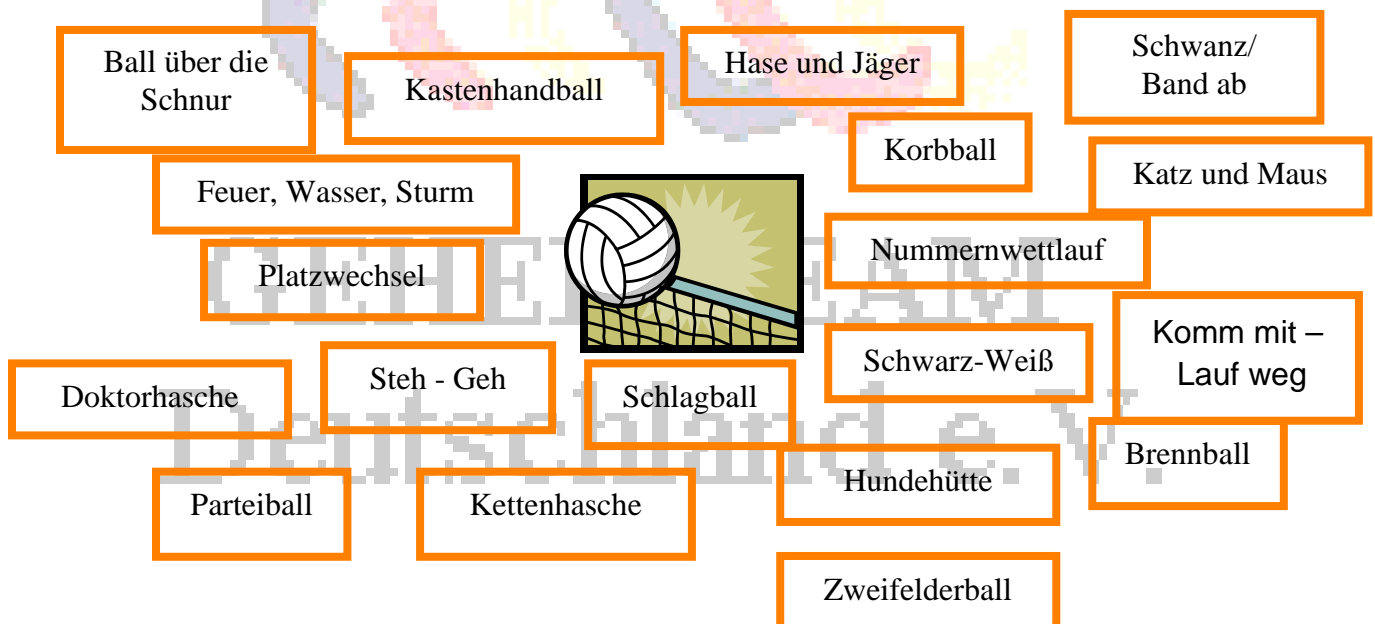 Ball über die
Schnur
Kastenhandball
Hase und Jäger
Schwanz/
Band ab
Korbball
Katz und Maus
Feuer, Wasser, Sturm
Nummernwettlauf
Platzwechsel
Komm mit –
Lauf weg
Schwarz-Weiß
Steh - Geh
Doktorhasche
Schlagball
Brennball
Hundehütte
Parteiball
Kettenhasche
Zweifelderball
Deutschland e.V.